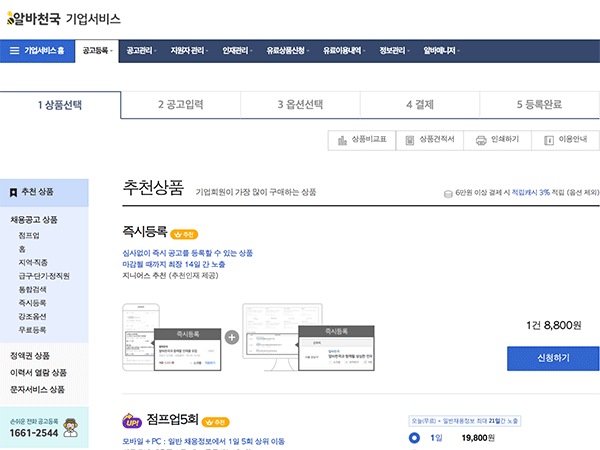 알바천국 기업서비스
기업서비스 홈 공고등록 공고관리 지원자 관리 인재관리 유료상품신청 유료이용내역 정보관리 알바매니저
1 상품선택 2 공고입력 3 옵션선택 4 결제 5 등록완료
상품비교표 상품견적서 인쇄하기 이용안내
추천 상품
채용공고 상품
점프업
홈
지역·직종
급구·단기·정직원
통합검색
즉시등록
강조옵션
무료등록
정액권 상품
이력서 열람 상품
문자서비스 상품
손쉬운 전화 공고등록
1661-2544
추천상품 기업회원이 가장 많이 구매하는 상품
6만원 이상 결제 시 적립캐시 3% 적립 (옵션 제외)
즉시등록 추천
심사없이 즉시 공고를 등록할 수 있는 상품
마감될 때까지 최장 14일 간 노출
지니어스 추천 (추천인재 제공)
즉시등록
즉시등록
1건 8,800원
신청하기
UP! 점프업5회 추천
모바일 + PC : 일반 채용정보에서 1일 5회 상위 이동
오늘(무료) + 일반채용정보 최대 21일간 노출
1일 19,800원